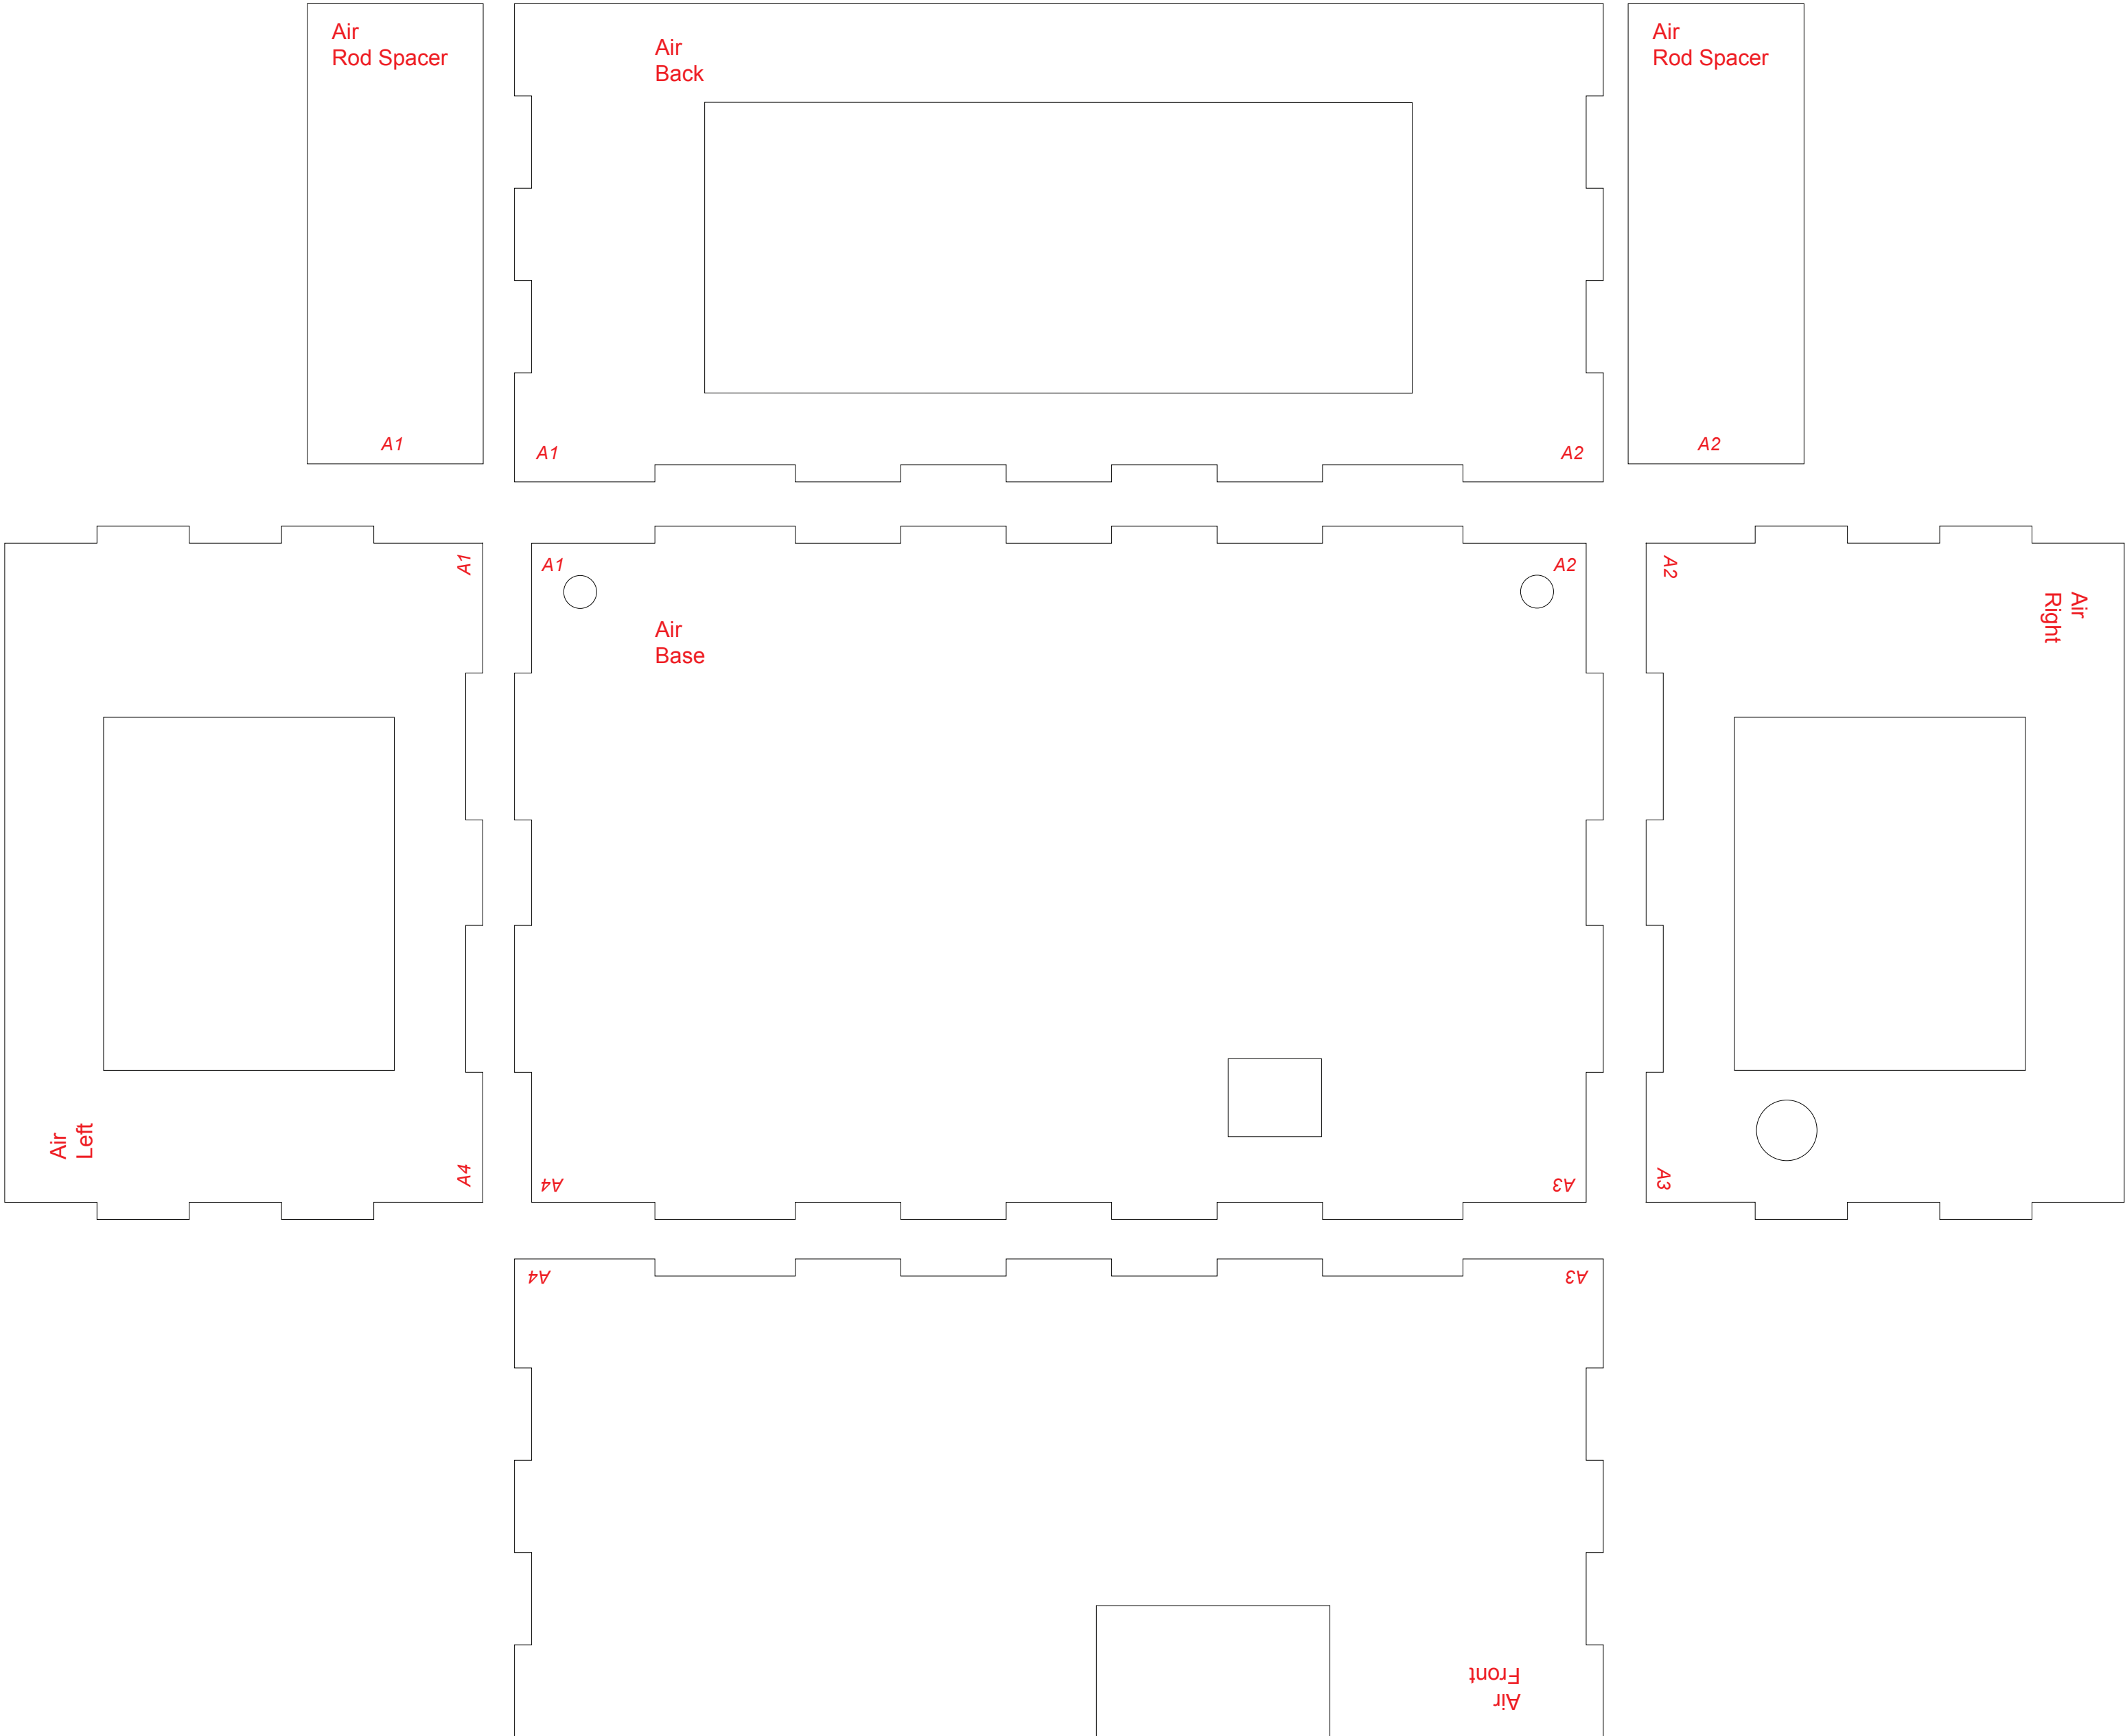 Air
Rod Spacer
A1
Air
Back
A1
A2
Air
Rod Spacer
A2
A1
Air
Left
A4
A1
A2
Air
Base
A4
A3
A2
Air
Right
A3
A4
A3
Air
Front